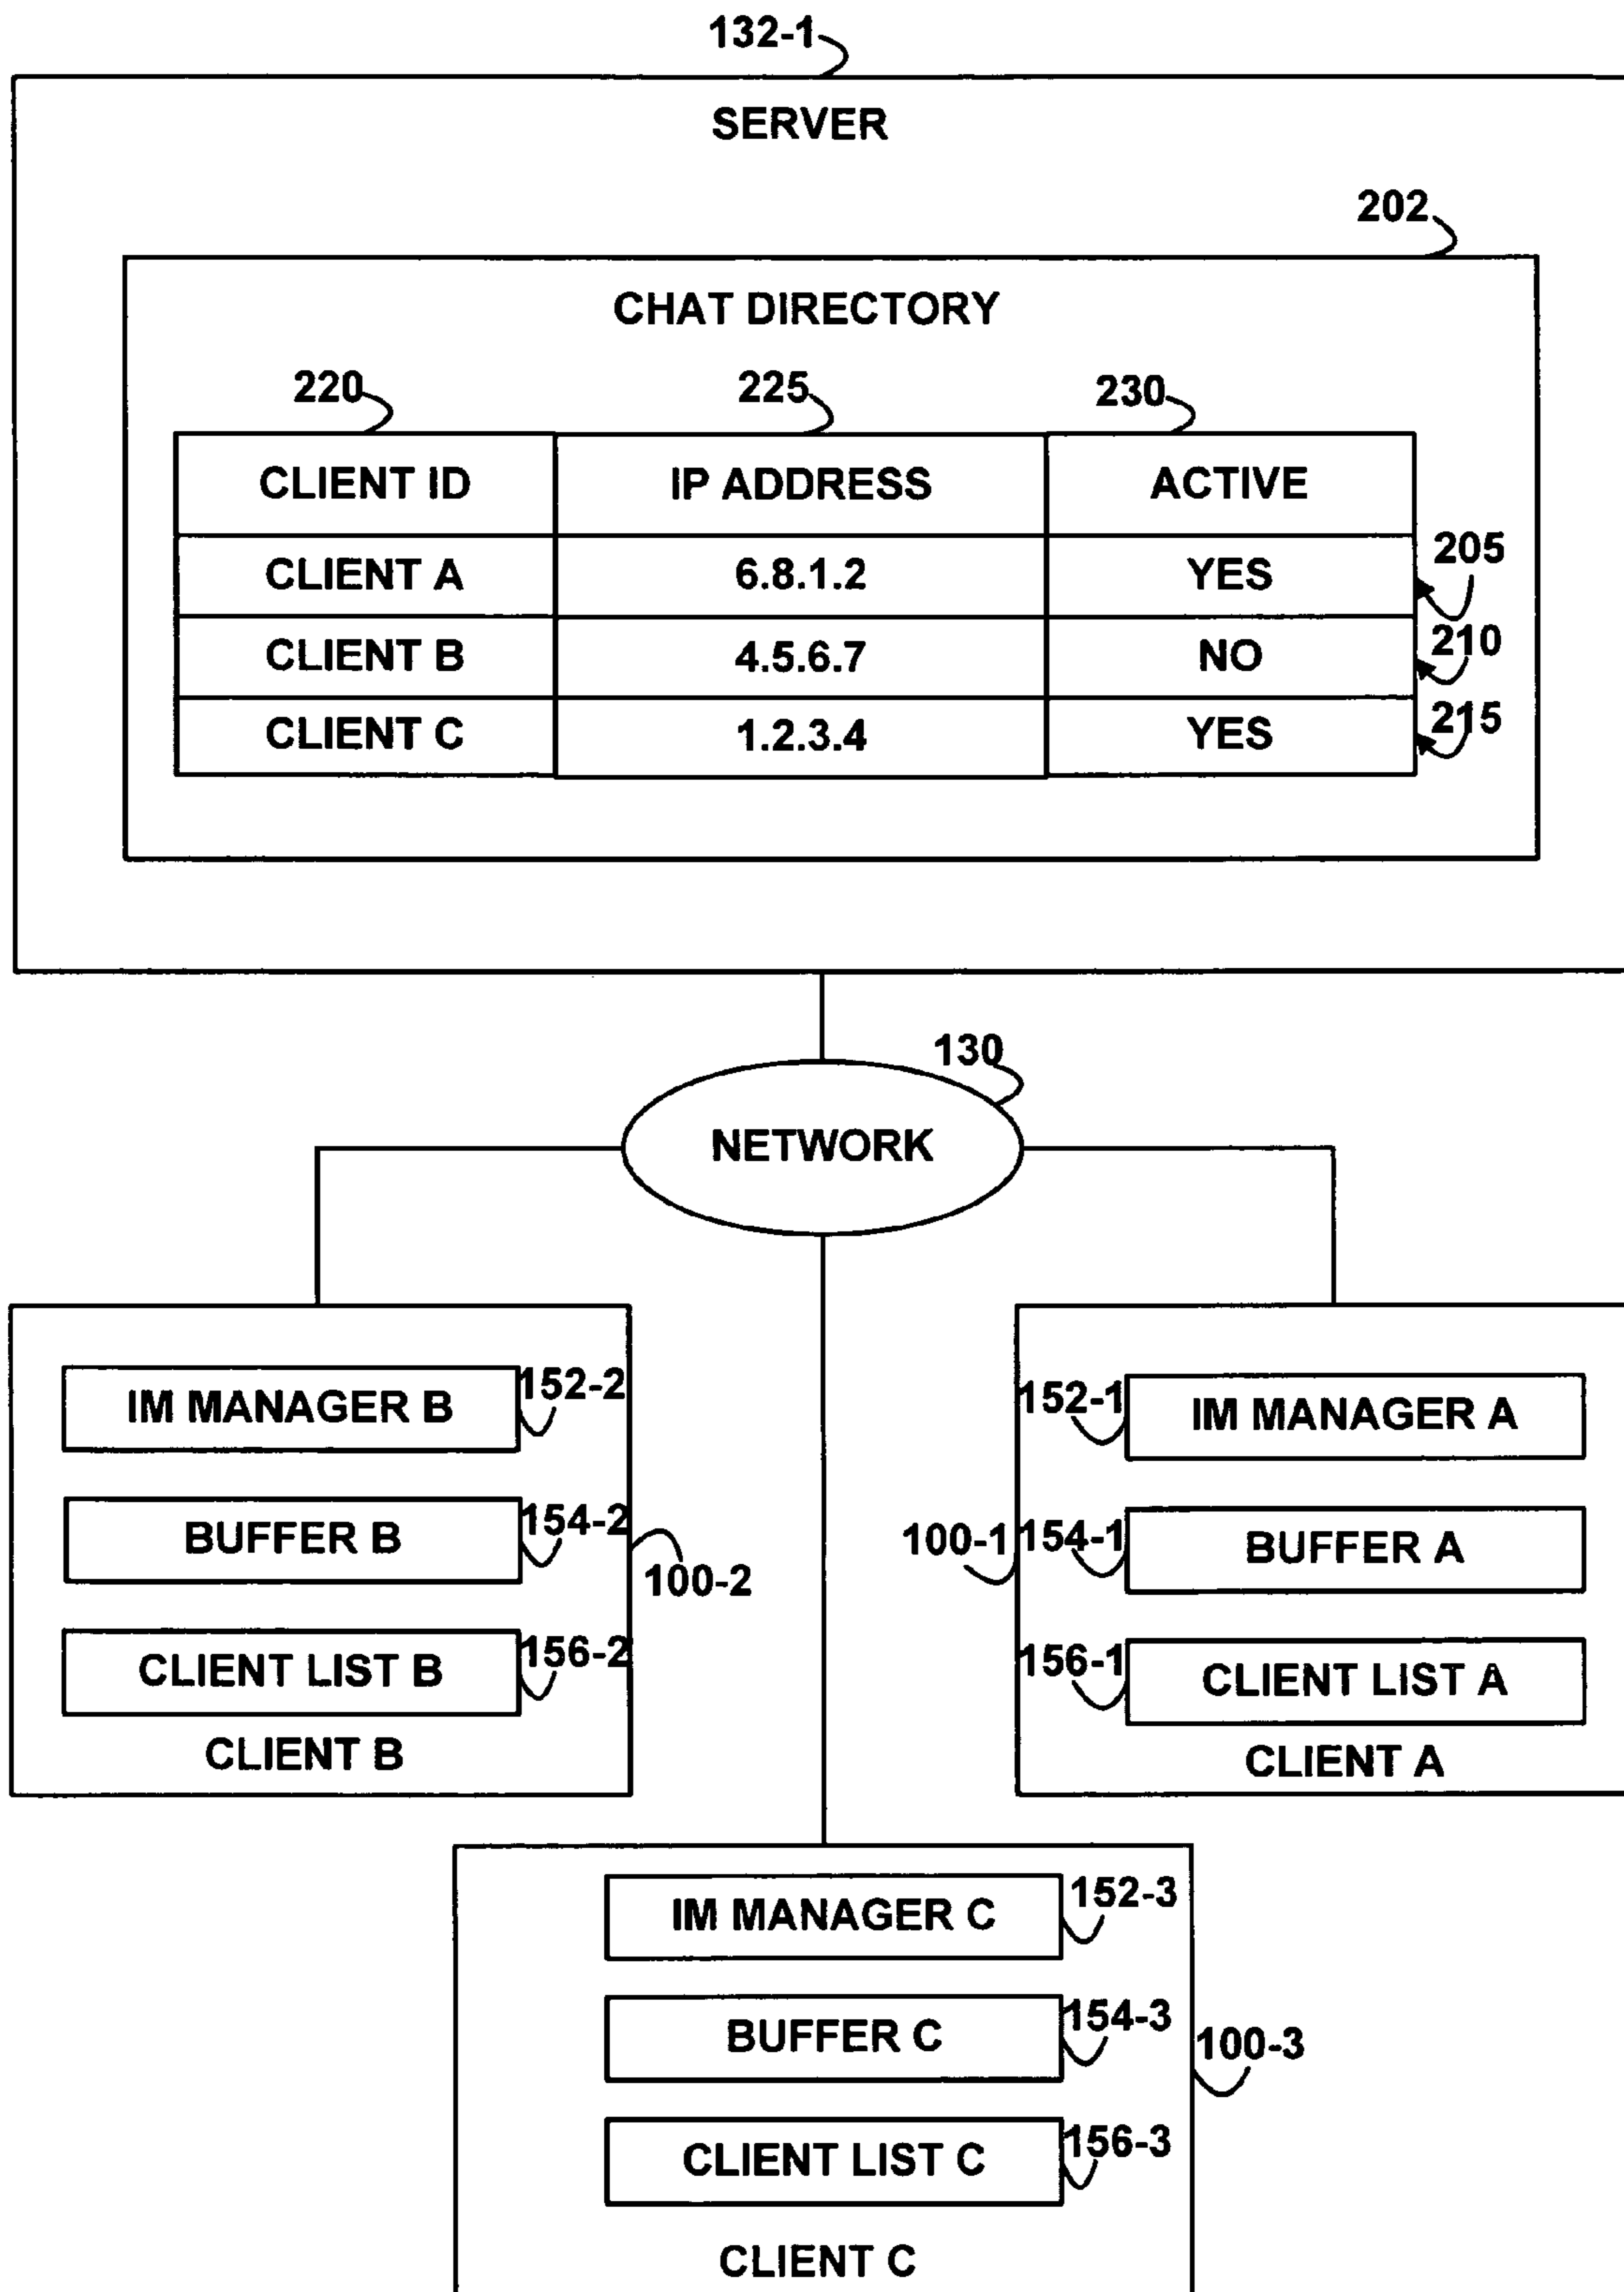 132-1
SERVER
202
CHAT DIRECTORY
220 225 230
CLIENT ID IP ADDRESS ACTIVE
CLIENT A 6.8.1.2 YES 205
CLIENT B 4.5.6.7 NO 210
CLIENT C 1.2.3.4 YES 215
130
NETWORK
IM MANAGER B 152-2
BUFFER B 154-2
100-2
CLIENT LIST B 156-2
CLIENT B
152-1 IM MANAGER A
100-1 154-1 BUFFER A
156-1 CLIENT LIST A
CLIENT A
IM MANAGER C 152-3
BUFFER C 154-3
100-3
CLIENT LIST C 156-3
CLIENT C